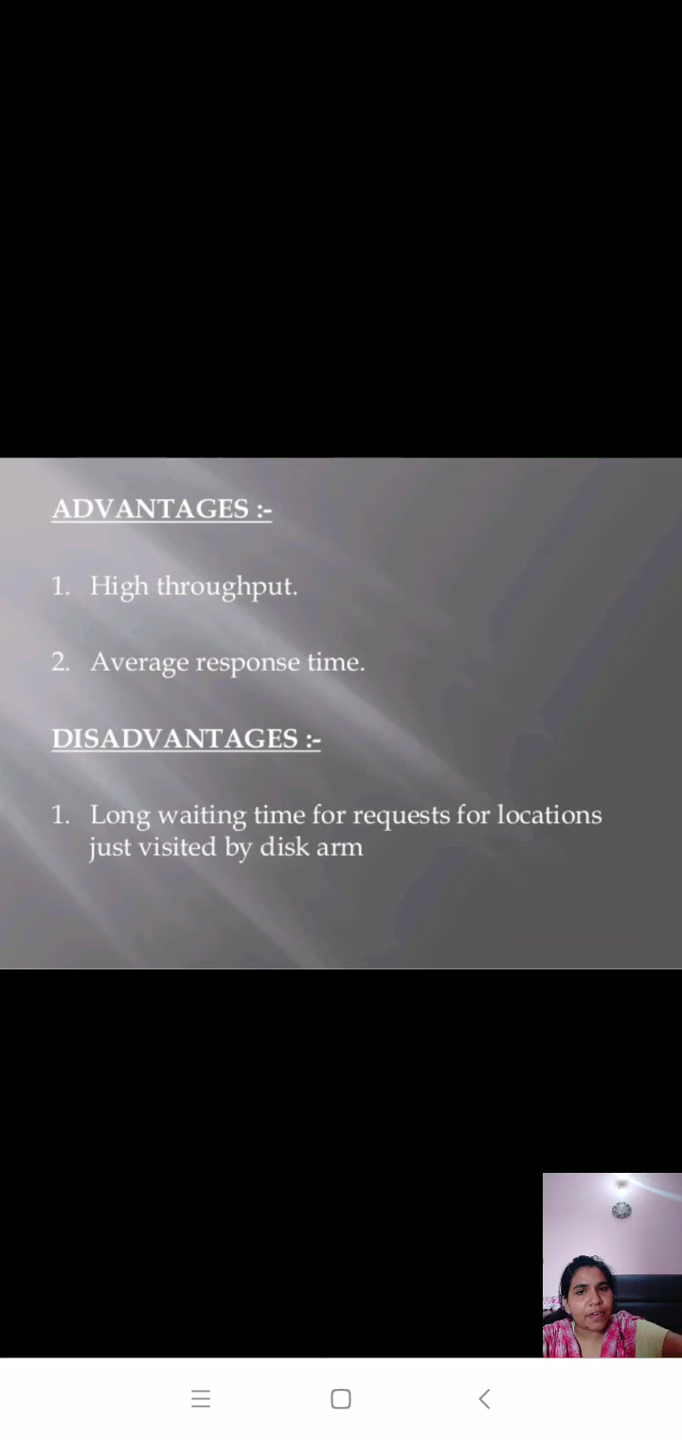 ADVANTAGES :-
1. High throughput.
2. Average response time.
DISADVANTAGES :-
1. Long waiting time for requests for locations
just visited by disk arm